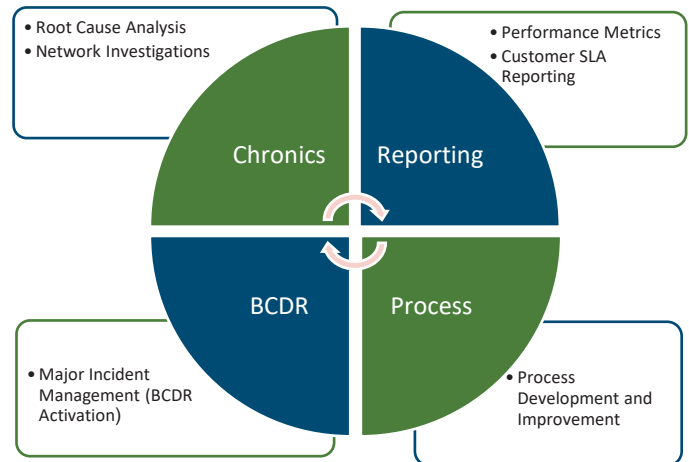 • Root Cause Analysis
• Network Investigations
• Performance Metrics
• Customer SLA
Reporting
Chronics
Reporting
BCDR
Process
• Major Incident
Management (BCDR
Activation)
• Process
Development and
Improvement